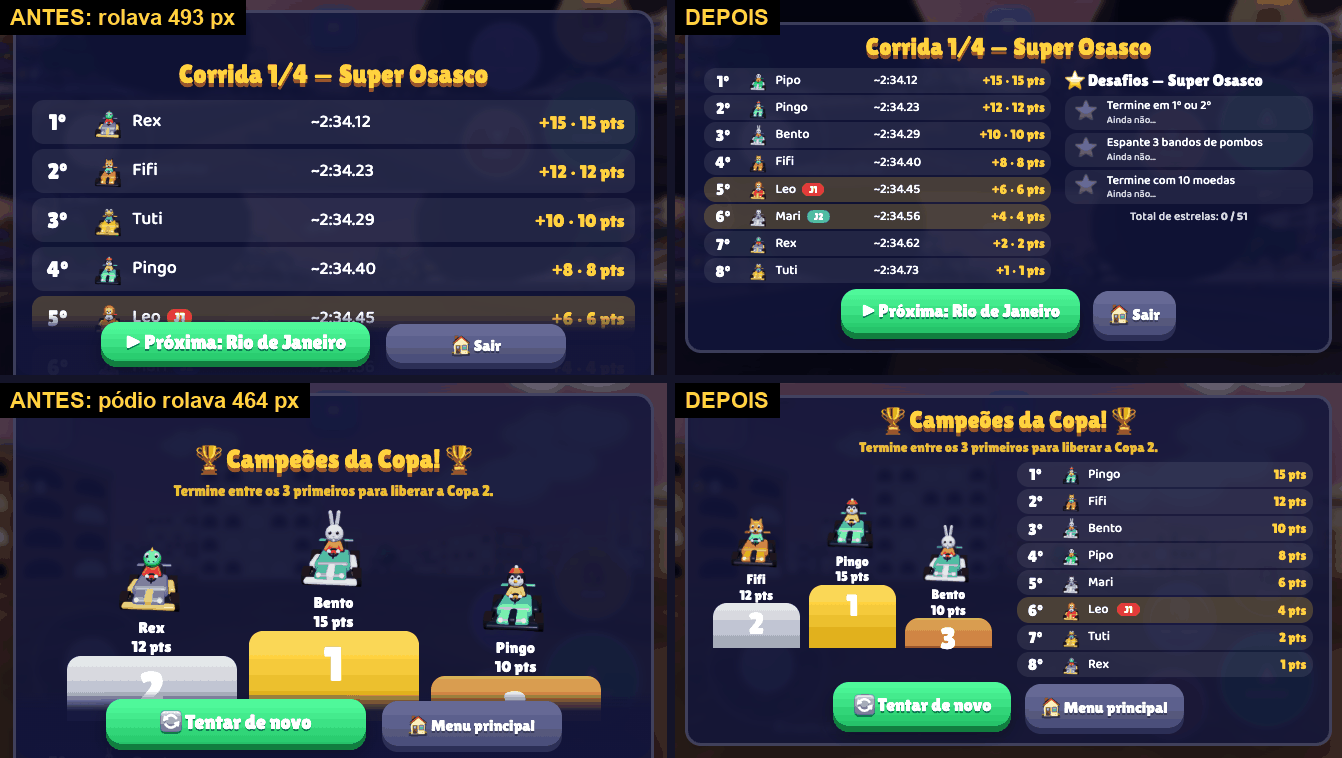 ANTES: rolava 493 px
Corrida 1/4 — Super Osasco
1º Rex ~2:34.12 +15 · 15 pts
2º Fifi ~2:34.23 +12 · 12 pts
3º Tuti ~2:34.29 +10 · 10 pts
4º Pingo ~2:34.40 +8 · 8 pts
5º Leo J1 ~2:34.45 +6 · 6 pts
▶ Próxima: Rio de Janeiro
Sair
DEPOIS
Corrida 1/4 — Super Osasco
1º Pipo ~2:34.12 +15 · 15 pts
2º Pingo ~2:34.23 +12 · 12 pts
3º Bento ~2:34.29 +10 · 10 pts
4º Fifi ~2:34.40 +8 · 8 pts
5º Leo J1 ~2:34.45 +6 · 6 pts
6º Mari J2 ~2:34.56 +4 · 4 pts
7º Rex ~2:34.62 +2 · 2 pts
8º Tuti ~2:34.73 +1 · 1 pts
⭐ Desafios — Super Osasco
Termine em 1º ou 2º
Ainda não...
Espante 3 bandos de pombos
Ainda não...
Termine com 10 moedas
Ainda não...
Total de estrelas: 0 / 51
▶ Próxima: Rio de Janeiro
Sair
ANTES: pódio rolava 464 px
🏆 Campeões da Copa! 🏆
Termine entre os 3 primeiros para liberar a Copa 2.
Rex
12 pts
2
Bento
15 pts
1
Pingo
10 pts
Tentar de novo
Menu principal
DEPOIS
🏆 Campeões da Copa! 🏆
Termine entre os 3 primeiros para liberar a Copa 2.
Fifi
12 pts
2
Pingo
15 pts
1
Bento
10 pts
3
1º Pingo 15 pts
2º Fifi 12 pts
3º Bento 10 pts
4º Pipo 8 pts
5º Mari 6 pts
6º Leo J1 4 pts
7º Tuti 2 pts
8º Rex 1 pts
Tentar de novo
Menu principal